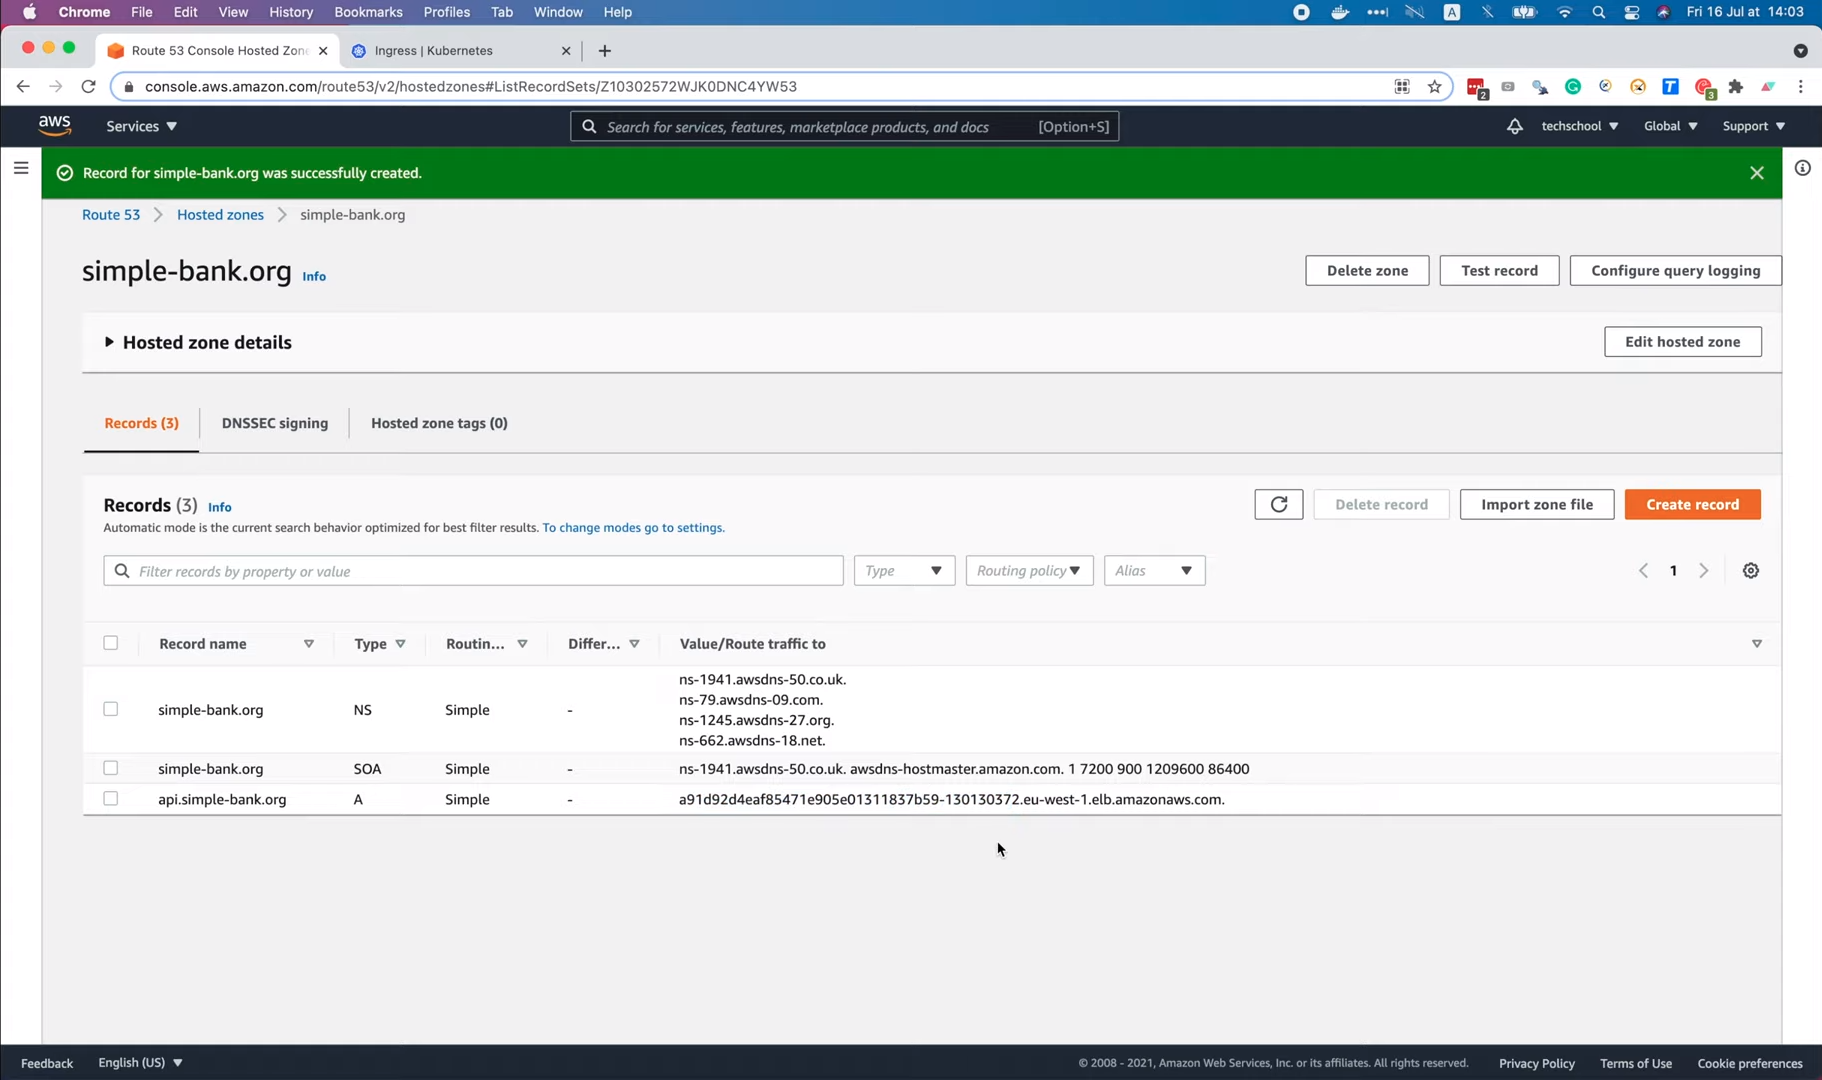 Chrome File Edit View History Bookmarks Profiles Tab Window Help A Fri 16 Jul at 14:03
Route 53 Console Hosted Zon Ingress | Kubernetes
console.aws.amazon.com/route53/v2/hostedzones#ListRecordSets/Z10302572WJK0DNC4YW53 2 T 3
aws Services Search for services, features, marketplace products, and docs [Option+S] techschool Global Support
Record for simple-bank.org was successfully created.
Route 53 Hosted zones simple-bank.org
simple-bank.org Info Delete zone Test record Configure query logging
Hosted zone details Edit hosted zone
Records (3) DNSSEC signing Hosted zone tags (0)
Records (3) Info Delete record Import zone file Create record
Automatic mode is the current search behavior optimized for best filter results. To change modes go to settings.
Filter records by property or value Type Routing policy Alias 1
Record name Type Routin... Differ... Value/Route traffic to
ns-1941.awsdns-50.co.uk.
ns-79.awsdns-09.com.
simple-bank.org NS Simple -
ns-1245.awsdns-27.org.
ns-662.awsdns-18.net.
simple-bank.org SOA Simple - ns-1941.awsdns-50.co.uk. awsdns-hostmaster.amazon.com. 1 7200 900 1209600 86400
api.simple-bank.org A Simple - a91d92d4eaf85471e905e01311837b59-130130372.eu-west-1.elb.amazonaws.com.
Feedback English (US) © 2008 - 2021, Amazon Web Services, Inc. or its affiliates. All rights reserved. Privacy Policy Terms of Use Cookie preferences